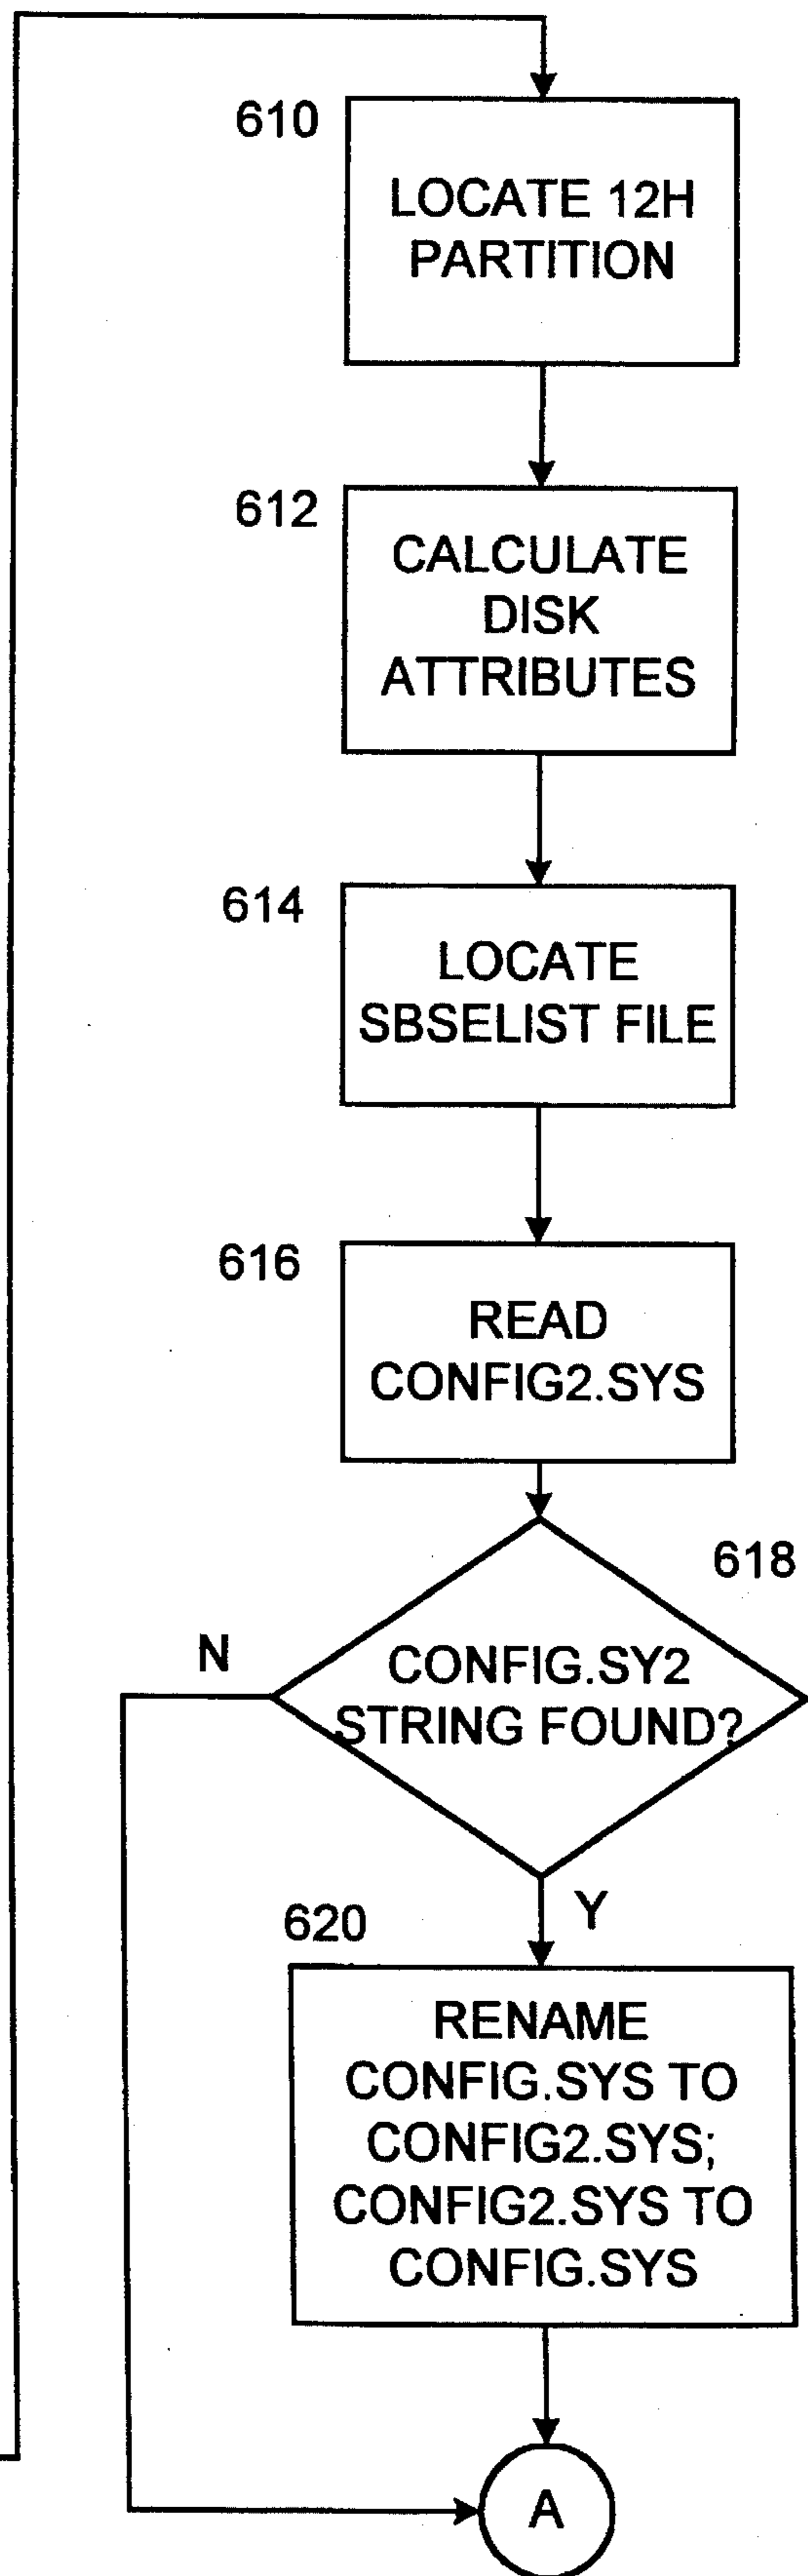 610
LOCATE 12H
PARTITION
612
CALCULATE
DISK
ATTRIBUTES
614
LOCATE
SBSELIST FILE
616
READ
CONFIG2.SYS
618
N
CONFIG.SY2
STRING FOUND?
Y
620
RENAME
CONFIG.SYS TO
CONFIG2.SYS;
CONFIG2.SYS TO
CONFIG.SYS
A